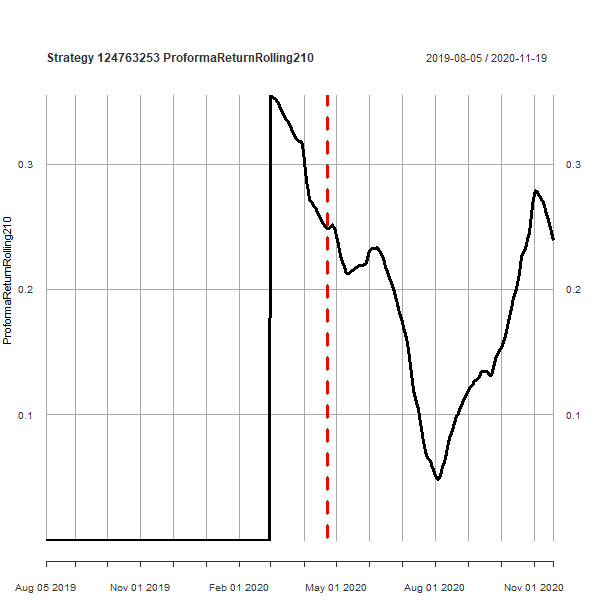 Strategy 124763253 ProformaReturnRolling210
2019-08-05 / 2020-11-19
ProformaReturnRolling210
0.3
0.3
0.2
0.2
0.1
0.1
Aug 05 2019
Nov 01 2019
Feb 01 2020
May 01 2020
Aug 01 2020
Nov 01 2020